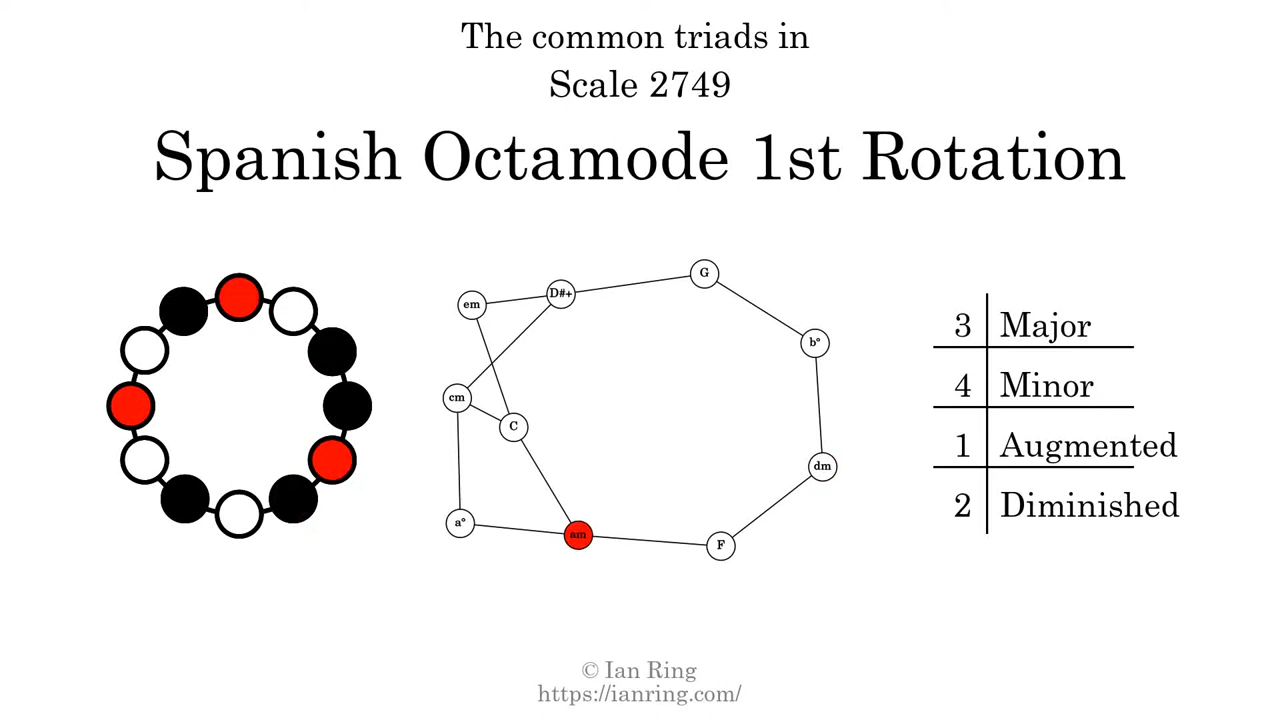 The common triads in
Scale 2749
Spanish Octamode 1st Rotation
G
D#+
em
b°
cm
C
dm
a°
am
F
3 Major
4 Minor
1 Augmented
2 Diminished
© Ian Ring
https://ianring.com/